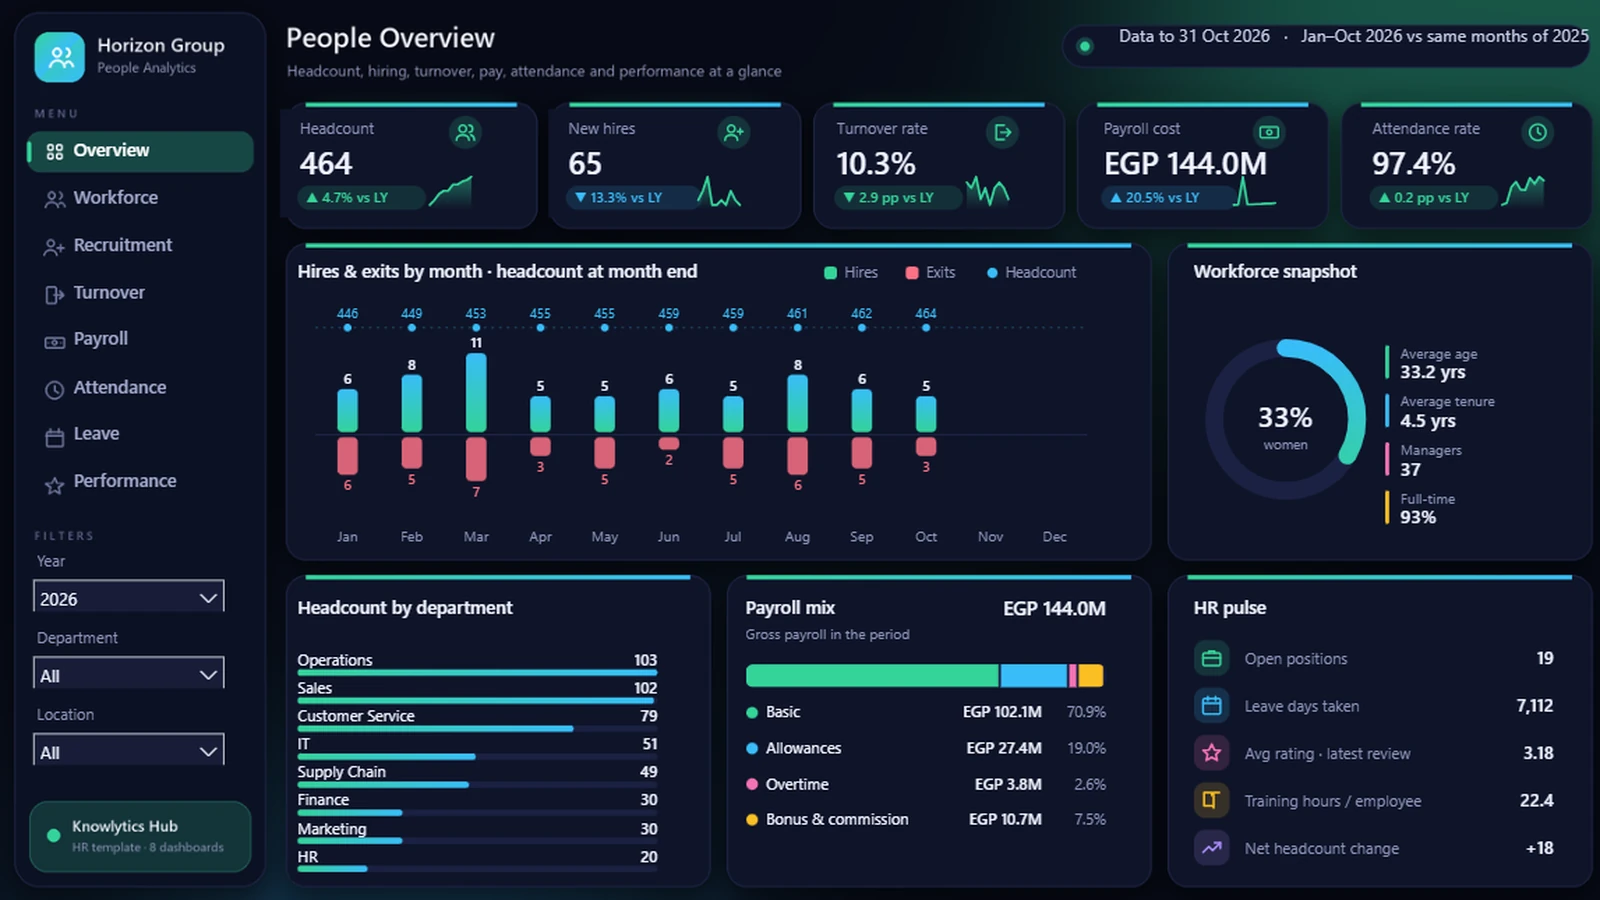 Horizon Group
People Analytics
MENU
Overview
Workforce
Recruitment
Turnover
Payroll
Attendance
Leave
Performance
FILTERS
Year
2026
Department
All
Location
All
Knowlytics Hub
HR template · 8 dashboards
People Overview
Headcount, hiring, turnover, pay, attendance and performance at a glance
Data to 31 Oct 2026 · Jan–Oct 2026 vs same months of 2025
Headcount
464
▲ 4.7% vs LY
New hires
65
▼ 13.3% vs LY
Turnover rate
10.3%
▼ 2.9 pp vs LY
Payroll cost
EGP 144.0M
▲ 20.5% vs LY
Attendance rate
97.4%
▲ 0.2 pp vs LY
Hires & exits by month · headcount at month end
Hires Exits Headcount
446 449 453 455 455 459 459 461 462 464
6 8 11 5 5 6 5 8 6 5
6 5 7 3 5 2 5 6 5 3
Jan Feb Mar Apr May Jun Jul Aug Sep Oct Nov Dec
Workforce snapshot
33%
women
Average age
33.2 yrs
Average tenure
4.5 yrs
Managers
37
Full-time
93%
Headcount by department
Operations 103
Sales 102
Customer Service 79
IT 51
Supply Chain 49
Finance 30
Marketing 30
HR 20
Payroll mix EGP 144.0M
Gross payroll in the period
Basic EGP 102.1M 70.9%
Allowances EGP 27.4M 19.0%
Overtime EGP 3.8M 2.6%
Bonus & commission EGP 10.7M 7.5%
HR pulse
Open positions 19
Leave days taken 7,112
Avg rating · latest review 3.18
Training hours / employee 22.4
Net headcount change +18